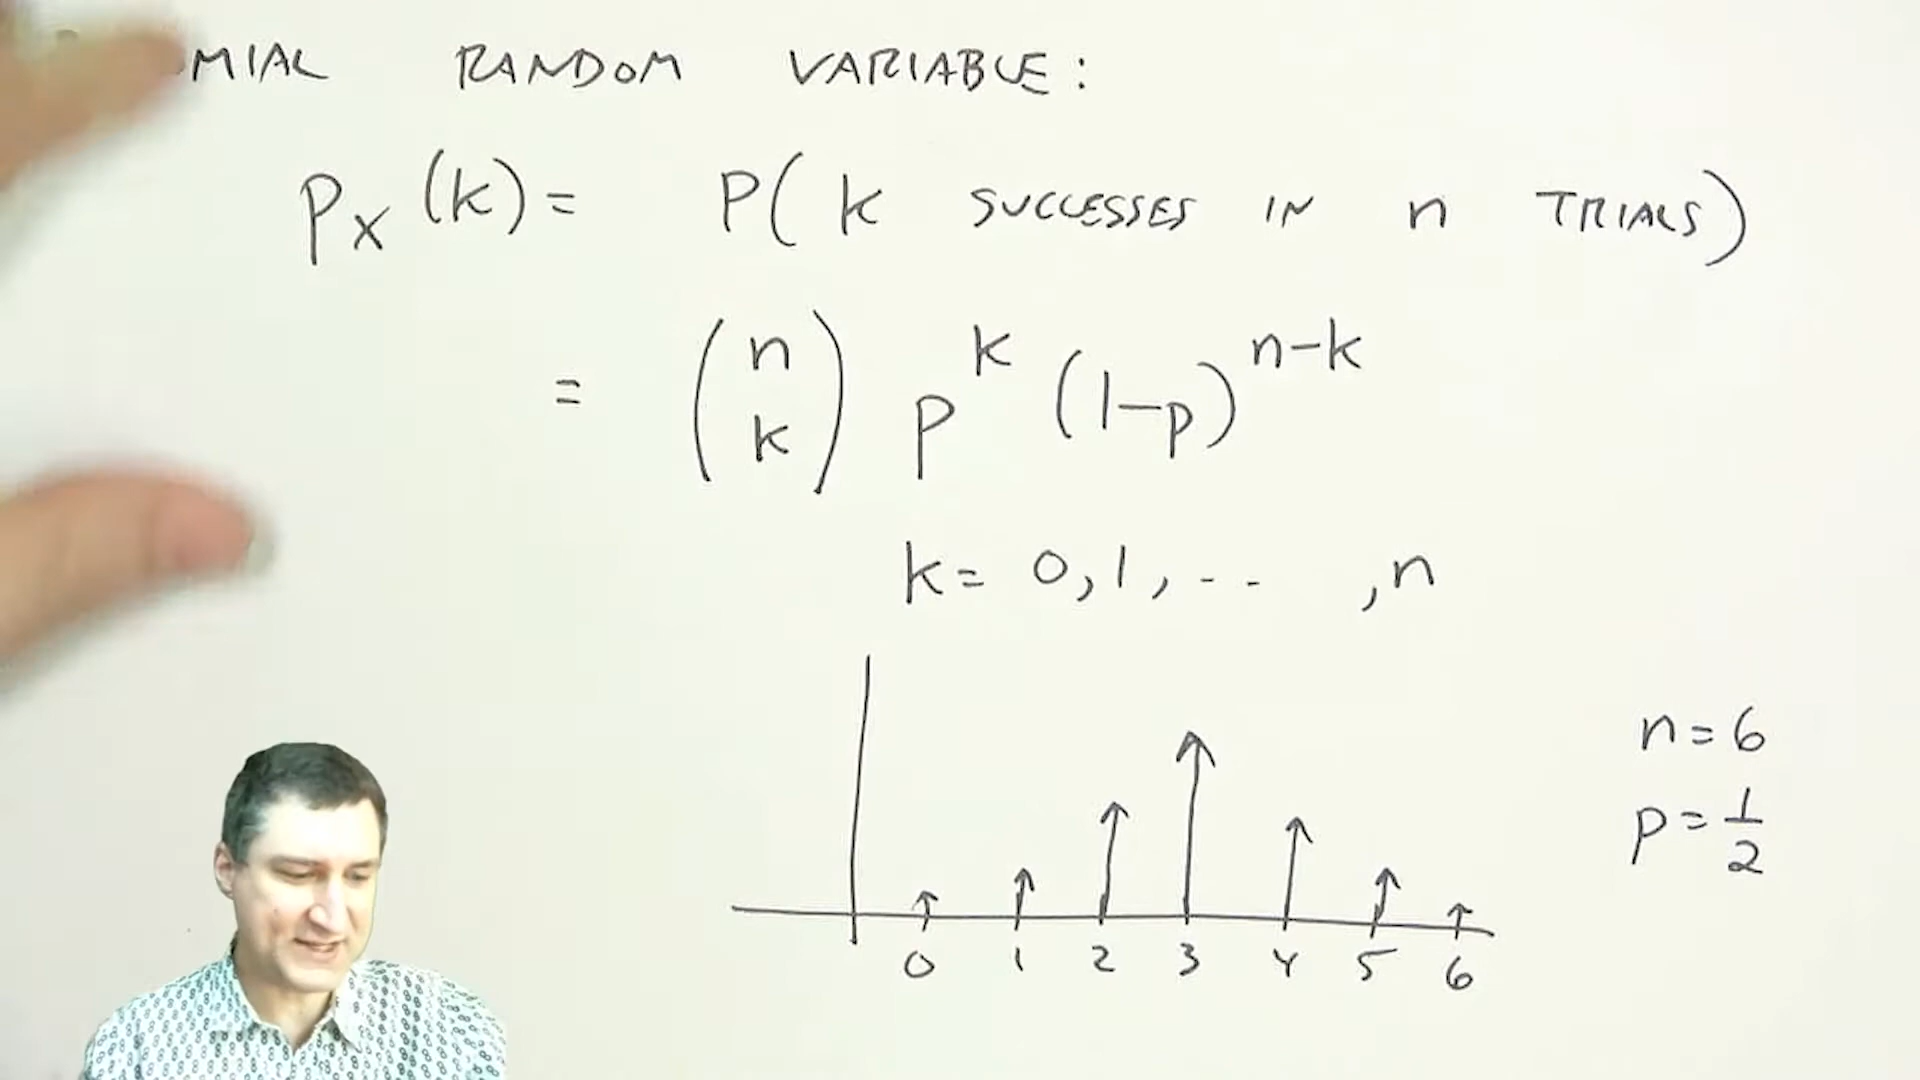 MIAL RANDOM VARIABLE:
P_X (k) = P( k SUCCESSES IN n TRIALS)
= (n k) p^k (1-p)^{n-k}
k = 0, 1, -- , n
n = 6
p = 1/2
0 1 2 3 4 5 6